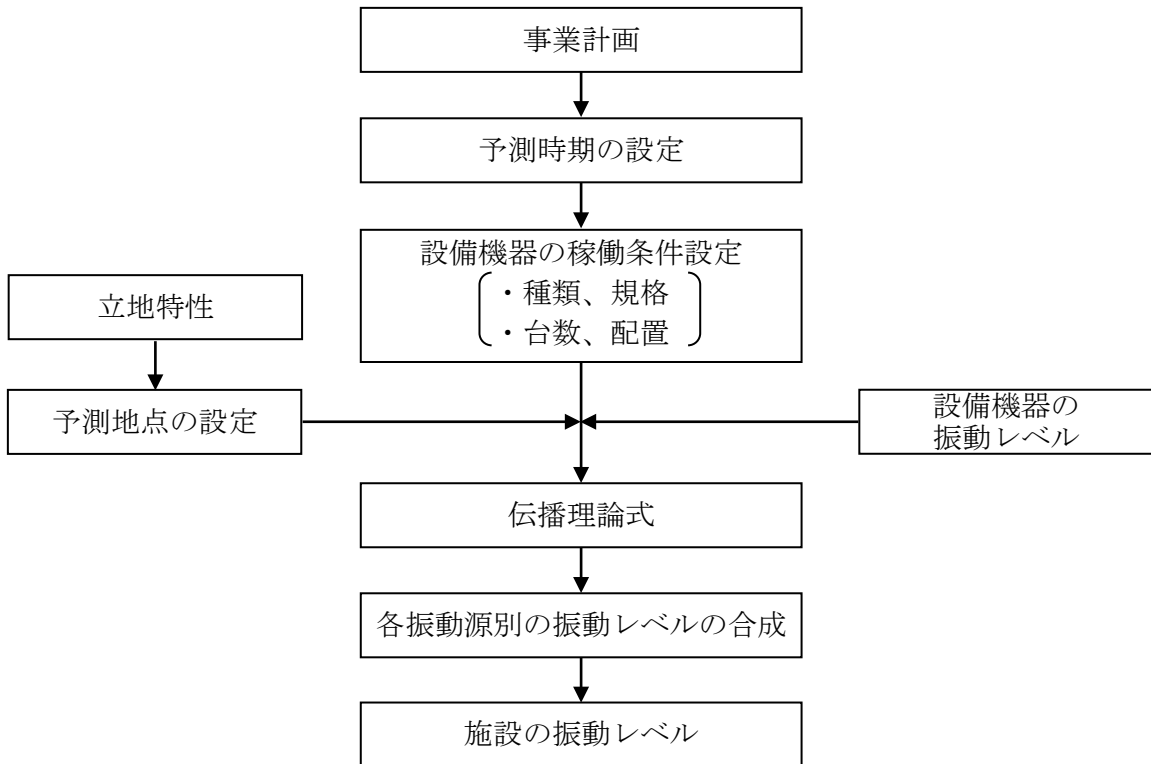 事業計画
予測時期の設定
設備機器の稼働条件設定
・種類、規格
・台数、配置
立地特性
予測地点の設定
設備機器の
振動レベル
伝播理論式
各振動源別の振動レベルの合成
施設の振動レベル